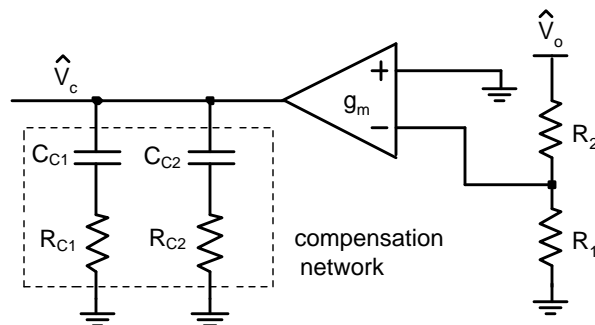 V̂c
V̂o
+
gm
−
R2
CC1
CC2
RC1
RC2
compensation
network
R1